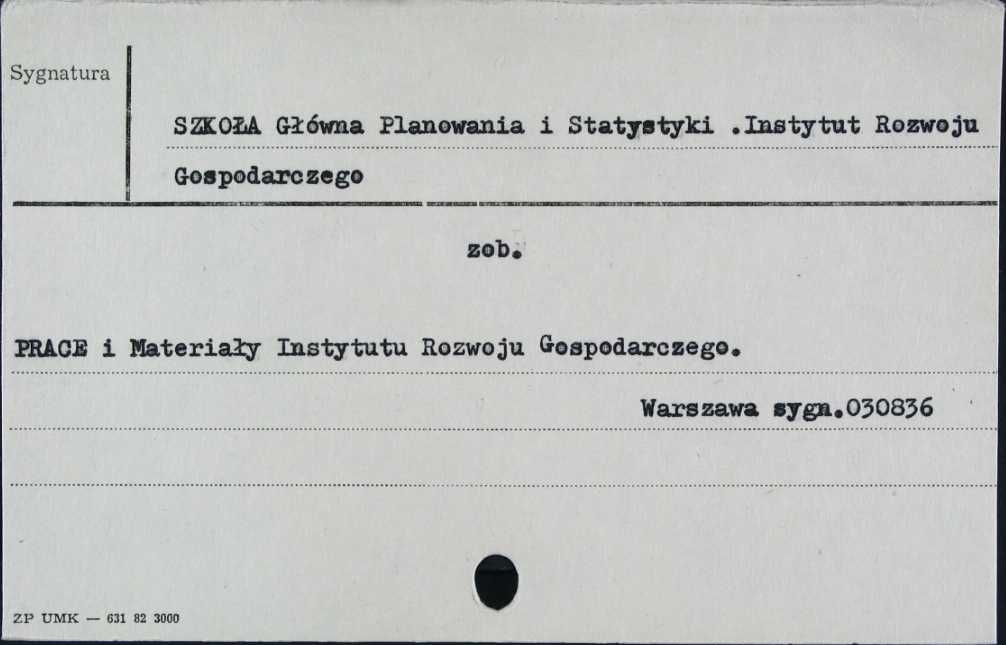 Sygnatura
SZKOŁA Główna Planowania i Statystyki .Instytut Rozwoju
Gospodarczego
zob.
PRACE i Materiały Instytutu Rozwoju Gospodarczego.
Warszawa sygn.030836
ZP UMK — 631 82 3000